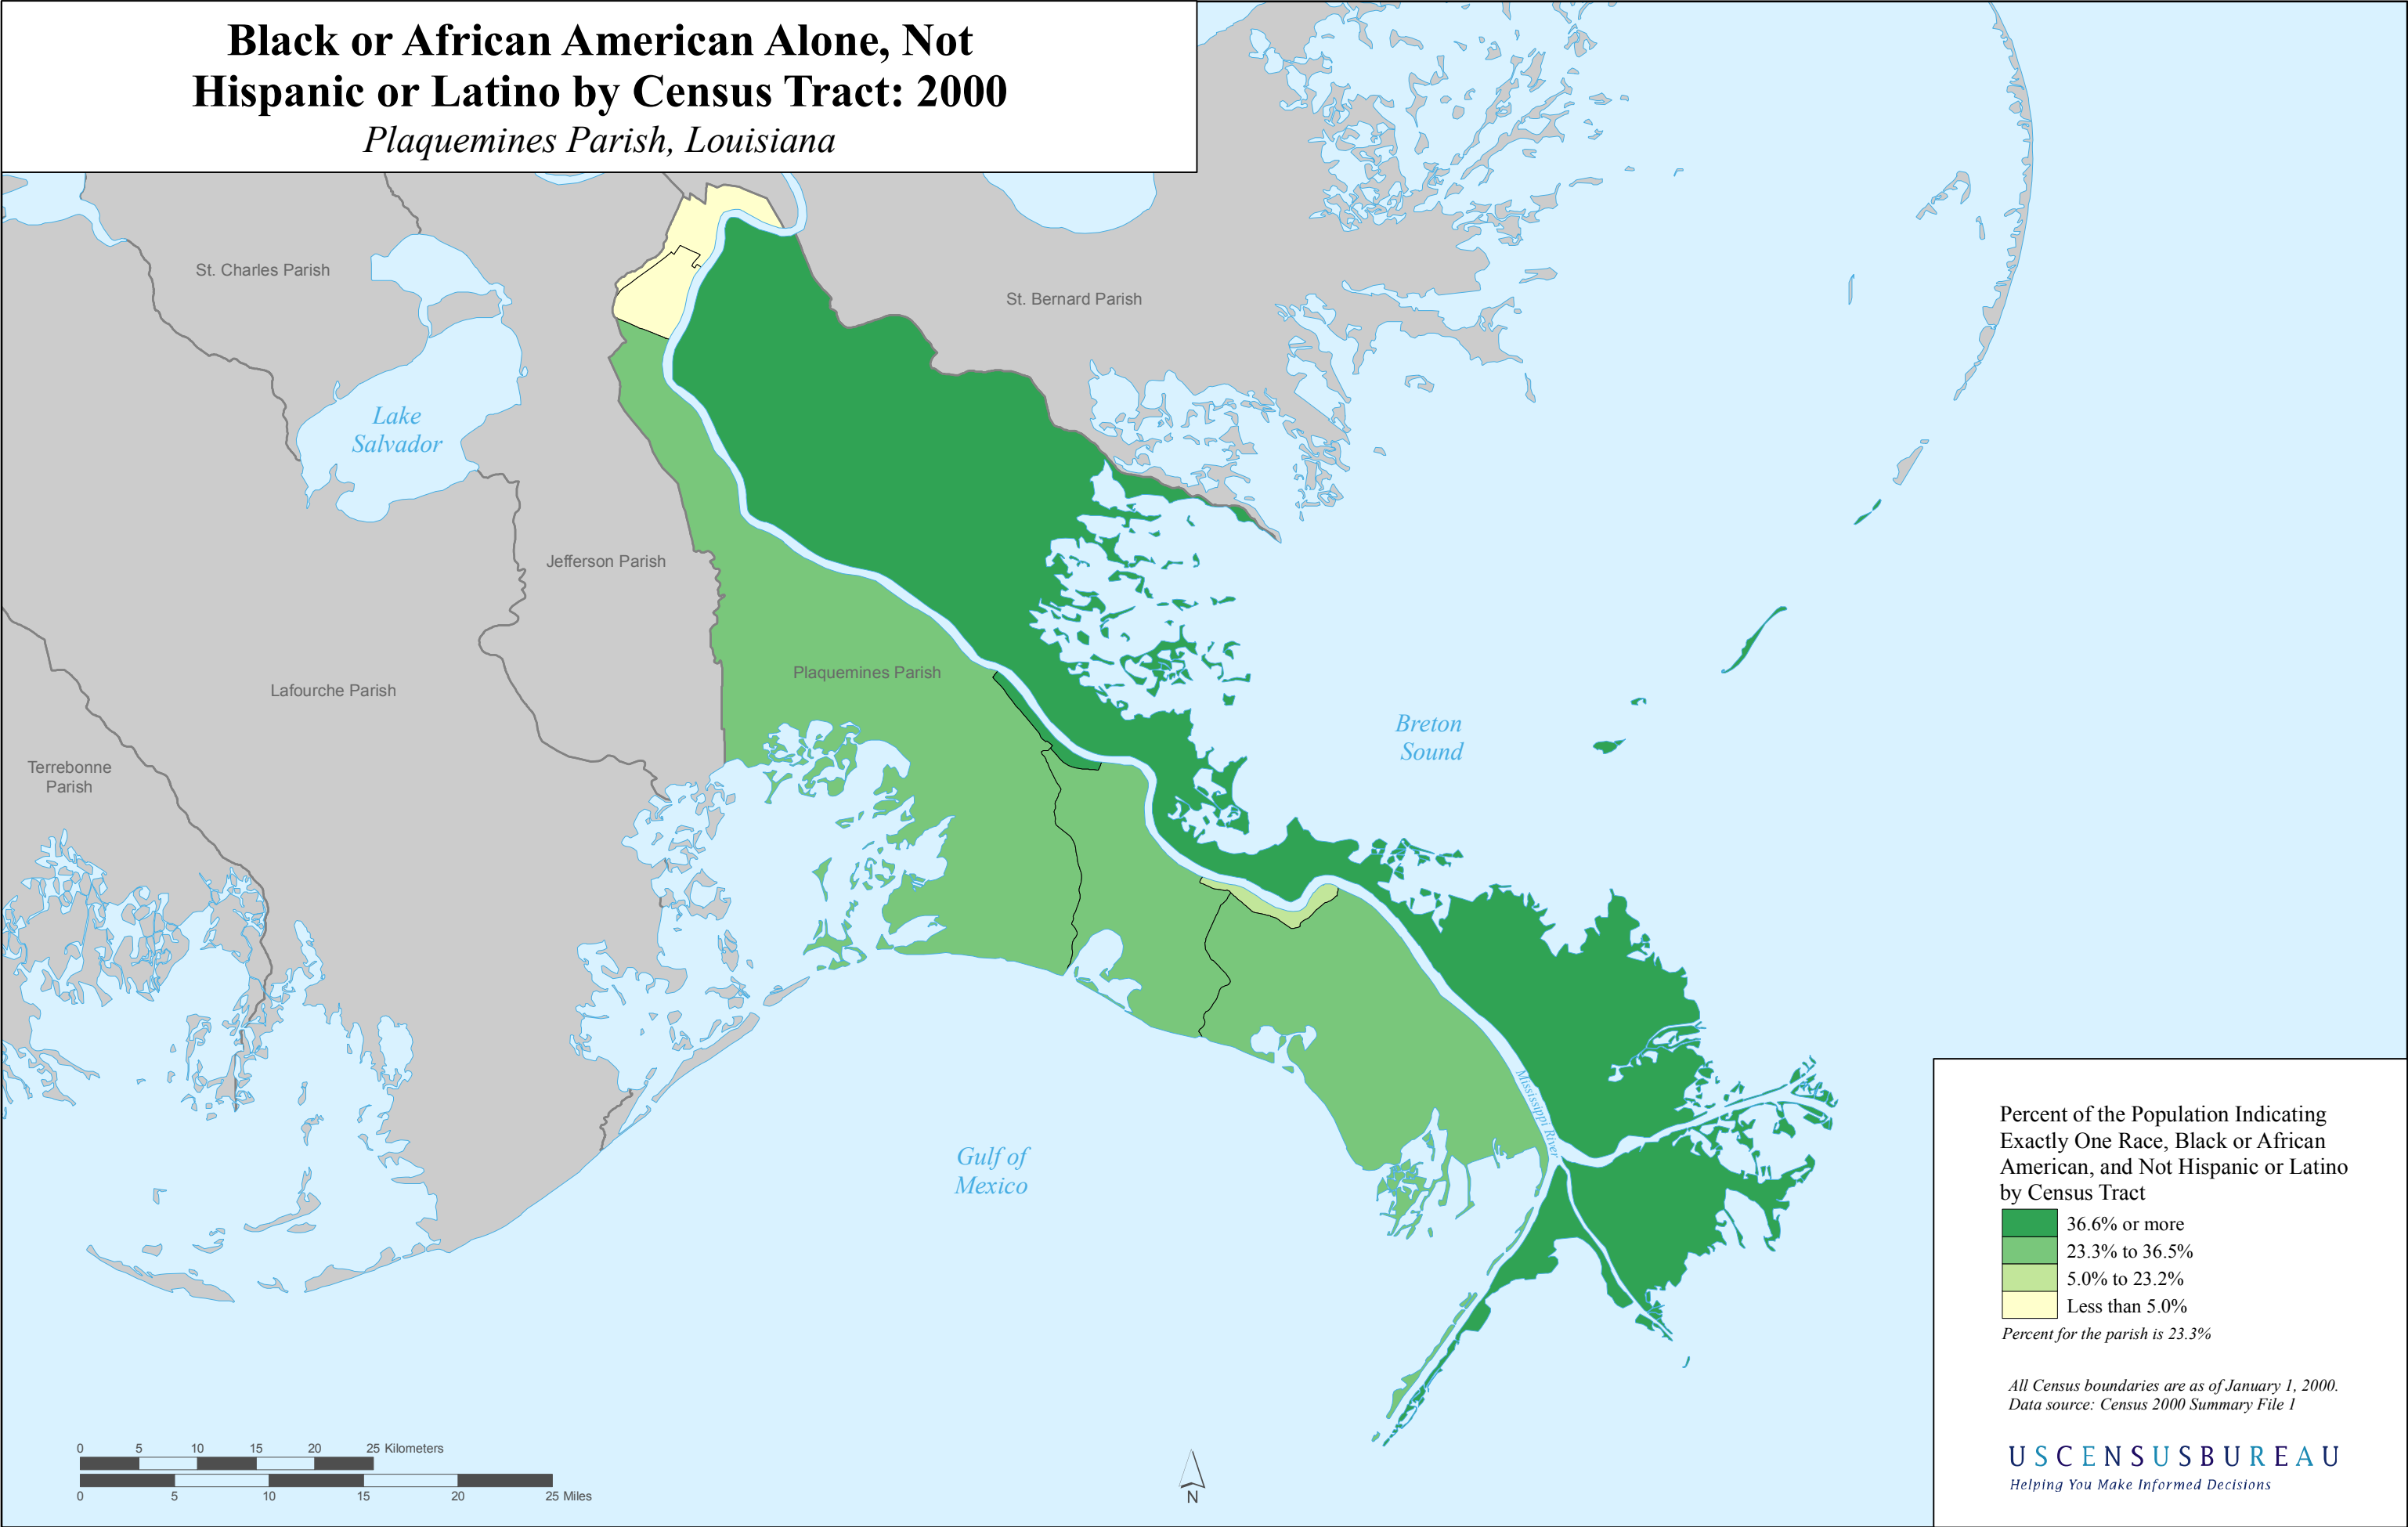 Black or African American Alone, Not
Hispanic or Latino by Census Tract: 2000
Plaquemines Parish, Louisiana
St. Charles Parish
St. Bernard Parish
Lake
Salvador
Jefferson Parish
Plaquemines Parish
Lafourche Parish
Breton
Sound
Terrebonne
Parish
Mississippi River
Gulf of
Mexico
Percent of the Population Indicating
Exactly One Race, Black or African
American, and Not Hispanic or Latino
by Census Tract
36.6% or more
23.3% to 36.5%
5.0% to 23.2%
Less than 5.0%
Percent for the parish is 23.3%
All Census boundaries are as of January 1, 2000.
Data source: Census 2000 Summary File 1
USCENSUSBUREAU
Helping You Make Informed Decisions
0 5 10 15 20 25 Kilometers
0 5 10 15 20 25 Miles
N